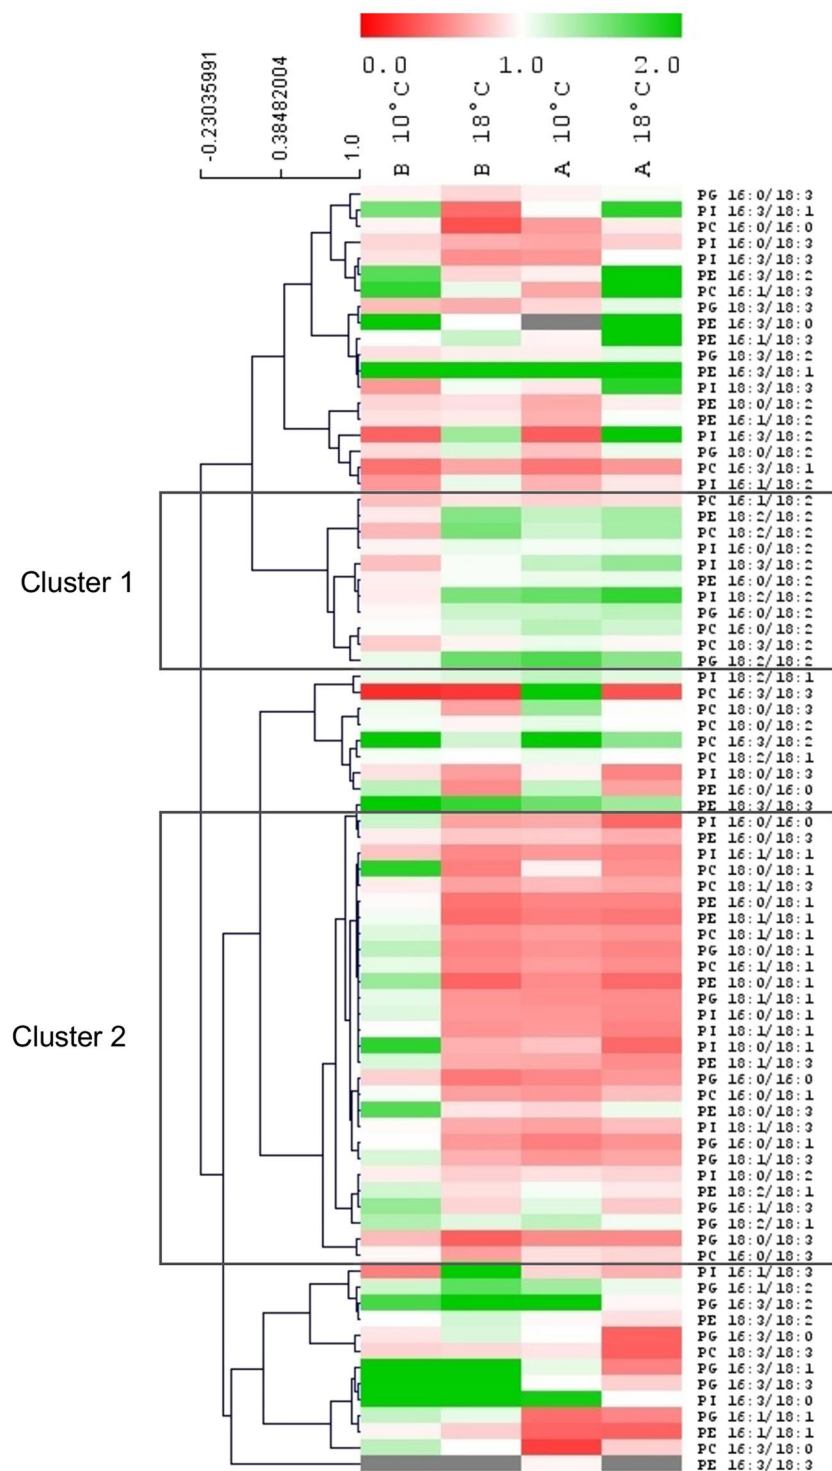 0.0 1.0 2.0
-0.23035991
0.38482004
1.0
B 10°C
B 18°C
A 10°C
A 18°C
PG 16:0/18:3
PI 16:3/18:1
PC 16:0/16:0
PI 16:0/18:3
PI 16:3/18:3
PE 16:3/18:2
PC 16:1/18:3
PG 18:3/18:3
PE 16:3/18:0
PE 16:1/18:3
PG 18:3/18:2
PE 16:3/18:1
PI 18:3/18:3
PE 18:0/18:2
PE 16:1/18:2
PI 16:3/18:2
PG 18:0/18:2
PC 16:3/18:1
PI 16:1/18:2
PC 16:1/18:2
PE 18:2/18:2
PC 18:2/18:2
PI 16:0/18:2
PI 18:3/18:2
PE 16:0/18:2
Cluster 1
PI 18:2/18:2
PG 16:0/18:2
PC 16:0/18:2
PC 18:3/18:2
PG 18:2/18:2
PI 18:2/18:1
PC 16:3/18:3
PC 18:0/18:3
PC 18:0/18:2
PC 16:3/18:2
PC 18:2/18:1
PI 18:0/18:3
PE 16:0/16:0
PE 18:3/18:3
PI 16:0/16:0
PE 16:0/18:3
PI 16:1/18:1
PC 18:0/18:1
PC 18:1/18:3
PE 16:0/18:1
PE 18:1/18:1
PC 18:1/18:1
PG 18:0/18:1
PC 16:1/18:1
PE 18:0/18:1
PG 18:1/18:1
PI 16:0/18:1
PI 18:1/18:1
Cluster 2
PI 18:0/18:1
PE 18:1/18:3
PG 16:0/16:0
PC 16:0/18:1
PE 18:0/18:3
PI 18:1/18:3
PG 16:0/18:1
PG 18:1/18:3
PI 18:0/18:2
PE 18:2/18:1
PG 16:1/18:3
PG 18:2/18:1
PG 18:0/18:3
PC 16:0/18:3
PI 16:1/18:3
PG 16:1/18:2
PG 16:3/18:2
PE 18:3/18:2
PG 16:3/18:0
PC 18:3/18:3
PG 16:3/18:1
PG 16:3/18:3
PI 16:3/18:0
PG 16:1/18:1
PE 16:1/18:1
PC 16:3/18:0
PE 16:3/18:3